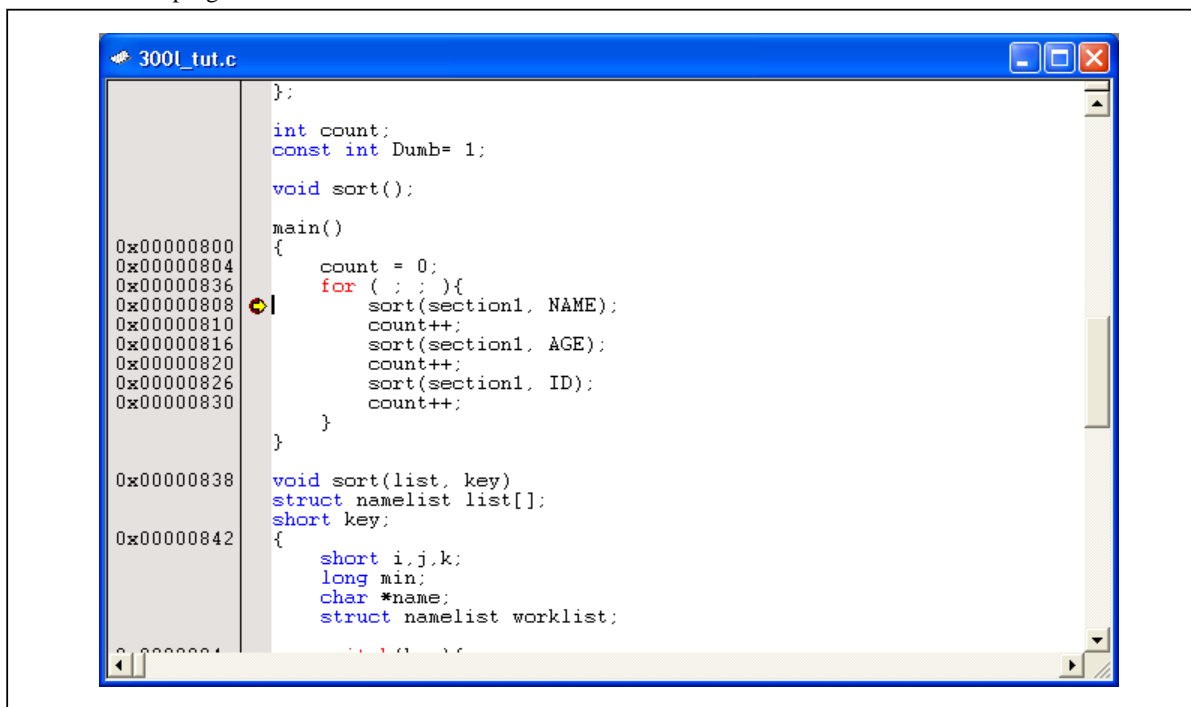 300l_tut.c
};
int count;
const int Dumb= 1;
void sort();
main()
0x00000800 {
0x00000804 count = 0;
0x00000836 for ( ; ; ){
0x00000808 sort(section1, NAME);
0x00000810 count++;
0x00000816 sort(section1, AGE);
0x00000820 count++;
0x00000826 sort(section1, ID);
0x00000830 count++;
}
}
0x00000838 void sort(list, key)
struct namelist list[];
short key;
0x00000842 {
short i,j,k;
long min;
char *name;
struct namelist worklist;